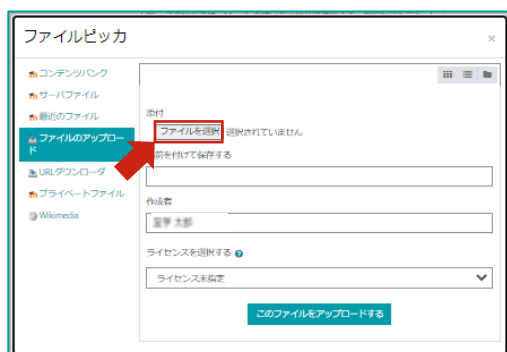 ファイルピッカ
×
コンテンツバンク
サーバファイル
最近のファイル
ファイルのアップロー
ド
URLダウンローダ
プライベートファイル
Wikimedia
添付
ファイルを選択 選択されていません
前を付けて保存する
作成者
ライセンスを選択する
ライセンス未指定
このファイルをアップロードする